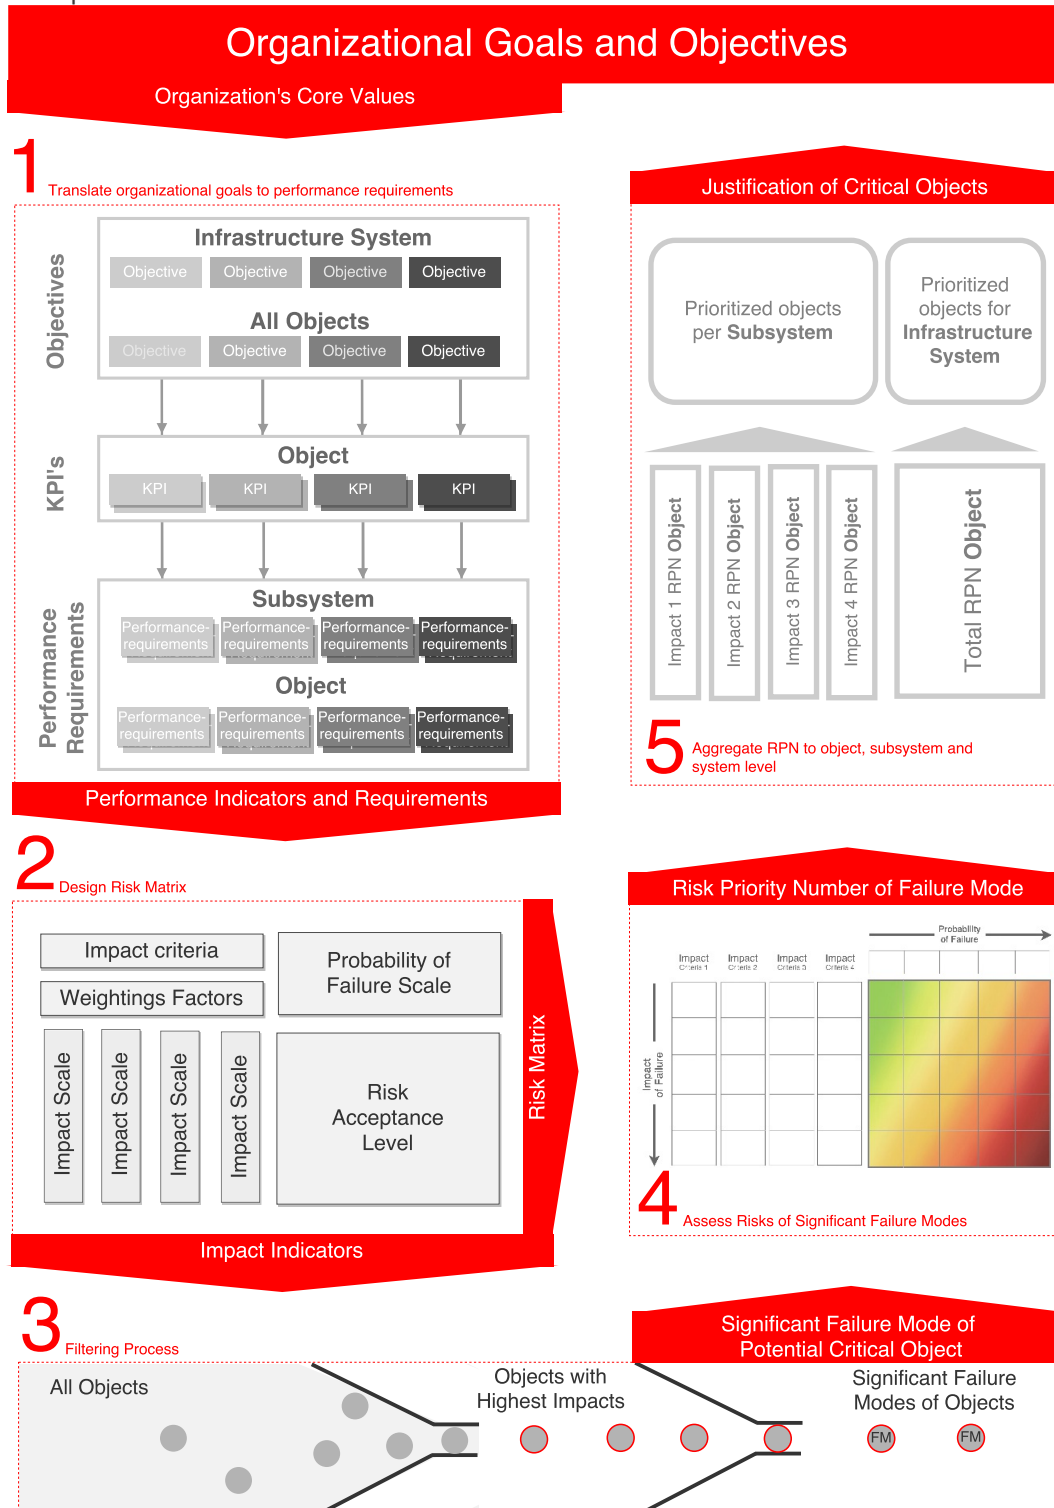 Organizational Goals and Objectives
Organization's Core Values
1
Translate organizational goals to performance requirements
Objectives
Infrastructure System
Objective Objective Objective Objective
All Objects
Objective Objective Objective Objective
KPI's
Object
KPI KPI KPI KPI
Performance
Requirements
Subsystem
Performance- Performance- Performance- Performance-
requirements requirements requirements requirements
Object
Performance- Performance- Performance- Performance-
requirements requirements requirements requirements
Performance Indicators and Requirements
2
Design Risk Matrix
Impact criteria
Weightings Factors
Probability of
Failure Scale
Impact Scale
Impact Scale
Impact Scale
Impact Scale
Risk
Acceptance
Level
Risk Matrix
Impact Indicators
3
Filtering Process
All Objects
Objects with
Highest Impacts
Significant Failure
Modes of Objects
FM FM
Significant Failure Mode of
Potential Critical Object
4
Assess Risks of Significant Failure Modes
Impact
Criteria 1
Impact
Criteria 2
Impact
Criteria 3
Impact
Criteria 4
Probability
of Failure
Impact
of Failure
Risk Priority Number of Failure Mode
5
Aggregate RPN to object, subsystem and
system level
Impact 1 RPN Object
Impact 2 RPN Object
Impact 3 RPN Object
Impact 4 RPN Object
Total RPN Object
Prioritized objects
per Subsystem
Prioritized
objects for
Infrastructure
System
Justification of Critical Objects